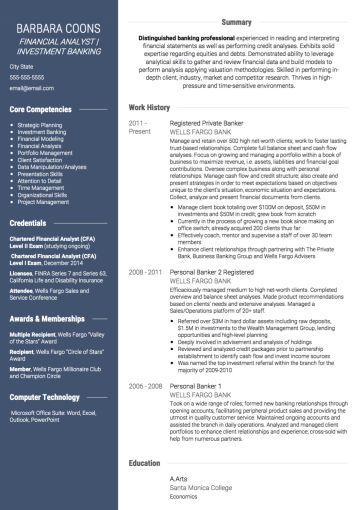 BARBARA COONS
FINANCIAL ANALYST |
INVESTMENT BANKING
City State
555-555-5555
email@email.com
Core Competencies
Strategic Planning
Investment Banking
Financial Modeling
Financial Analysis
Portfolio Management
Client Satisfaction
Data Manipulation/Analyses
Presentation Skills
Attention to Detail
Time Management
Organizational Skills
Project Management
Credentials
Chartered Financial Analyst (CFA)
Level II Exam (studying ongoing)
Chartered Financial Analyst (CFA)
Level I Exam, December 2014
Licenses, FINRA Series 7 and Series 66, California
Life and Disability Insurance
Attendee, Wells Fargo Sales and
Service Conference
Awards & Memberships
Multiple Recipient, Wells Fargo "Valley
of the Stars" Award
Recipient, Wells Fargo "Circle of Stars"
Award
Member, Wells Fargo Millionaire Club
and Champion Circle
Computer Technology
Microsoft Office Suite: Word, Excel,
Outlook, PowerPoint
Summary
Distinguished banking professional experienced in reading and interpreting
financial statements as well as performing credit analyses. Exhibits solid
expertise regarding equities and debts. Demonstrated ability to leverage
analytical skills to gather and review financial data and build models to
perform analysis applying valuation methodologies. Skilled in performing in-
depth client, industry, market and competitor research. Thrives in high-
pressure and time-sensitive environments.
Work History
2011 -
Present
Registered Private Banker
WELLS FARGO BANK
Manage and retain over 500 high net worth clients; work to foster lasting
trust-based relationships. Complete full balance sheet and cash flow
analyses. Focus on growing and managing a portfolio within a book of
business to maximize revenue, i.e. assets, liabilities and financial
contributions. Oversee complex business along with personal
relationships. Manage cash flow and credit structure; also create and
present strategies in order to meet expectations based on objectives
unique to the client's situation, economic situation and expectations.
Collect, analyze and project financial documents from clients.
Manage client book totaling over $100M on deposit, $50M in
investments and $50M in credit; grew book from scratch
Currently in the process of growing a new market segmentation
after taking on an additional book of clients; acquired
approximately 200 clients thus far
Effectively coach, mentor and supervise a staff of over 30 team
members
Enhance client relationships through partnerships with The Private
Bank, Business Banking Group and Wells Fargo Advisers
2008 - 2011
Personal Banker 2 Registered
WELLS FARGO BANK
Efficaciously managed medium to high net worth clients. Completed
overview and balance sheet analyses. Made product recommendations
based on clients' needs and extensive analyses. Managed a
Sales/Operations platform of 20+ staff.
Referred over $3M in hard dollar assets including raw deposits,
$1.5M in investments to the Wealth Management Group, lending
opportunities and high-level planning
Deeply involved in advisement and analysis of holdings
Reviewed and analyzed credit packages prior to partnership
establishment to identify cash flow and invest income sources
Was named the top investment referral within the branch for the
majority of 2009-2010
2006 - 2008
Personal Banker 1
WELLS FARGO BANK
Took on a wide range of roles; formed new banking relationships through
opening accounts, facilitating peripheral product sales and providing the
utmost in quality customer service. Monitored changing accounts and
assisted in daily operations. Analyzed and managed client
portfolios to enhance client relationships and experience; cross-sold with
help from numerous partners.
Education
A.Arts
Santa Monica College
Economics